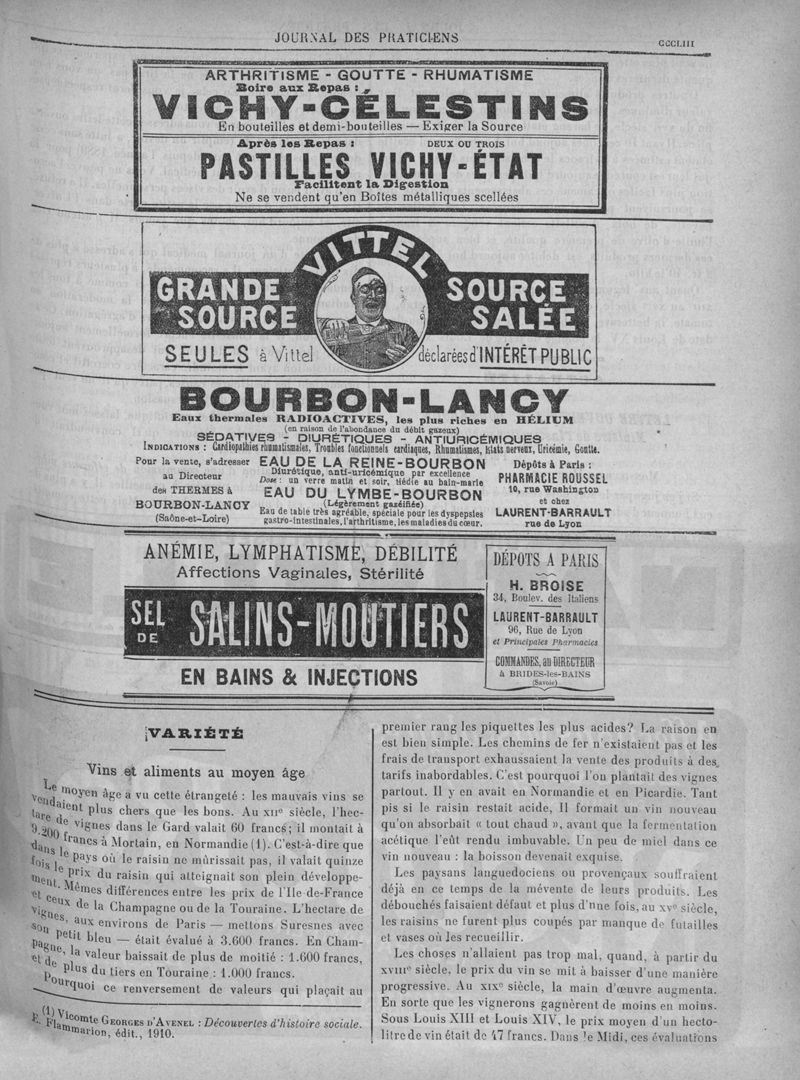 JOURNAL DES PRATICIENS
CCCLIII
ARTHRITISME - GOUTTE - RHUMATISME
Boire aux Repas :
VICHY-CÉLESTINS
En bouteilles et demi-bouteilles — Exiger la Source
Après les Repas :
DEUX OU TROIS
PASTILLES VICHY-ÉTAT
Facilitent la Digestion
Ne se vendent qu'en Boîtes métalliques scellées
VITTEL
GRANDE SOURCE
SOURCE SALÉE
SEULES à Vittel
déclarées d'INTÉRÊT PUBLIC
BOURBON-LANCY
Eaux thermales RADIOACTIVES, les plus riches en HÉLIUM
(en raison de l'abondance du débit gazeux)
SÉDATIVES - DIURÉTIQUES - ANTIURICÉMIQUES
INDICATIONS : Cardiopathies rhumatismales, Troubles fonctionnels cardiaques, Rhumatismes, Etats nerveux, Uricémie, Goutte.
Pour la vente, s'adresser
au Directeur
des THERMES à
BOURBON-LANCY
(Saône-et-Loire)
EAU DE LA REINE-BOURBON
Diurétique, anti-uricémique par excellence
Dose : un verre matin et soir, tiédie au bain-marie
EAU DU LYMBE-BOURBON
(Légèrement gazéifiée)
Eau de table très agréable, spéciale pour les dyspepsies
gastro-intestinales, l'arthritisme, les maladies du cœur.
Dépôts à Paris :
PHARMACIE ROUSSEL
10, rue Washington
et chez
LAURENT-BARRAULT
rue de Lyon
ANÉMIE, LYMPHATISME, DÉBILITÉ
Affections Vaginales, Stérilité
SEL DE SALINS-MOUTIERS
EN BAINS & INJECTIONS
DÉPOTS A PARIS
H. BROISE
34, Boulev. des Italiens
LAURENT-BARRAULT
96, Rue de Lyon
et Principales Pharmacies
COMMANDES, au DIRECTEUR
à BRIDES-les-BAINS
(Savoie)
VARIÉTÉ
Vins et aliments au moyen âge
Le moyen âge a vu cette étrangeté : les mauvais vins se
vendaient plus chers que les bons. Au XIIe siècle, l'hec-
tare de vignes dans le Gard valait 60 francs; il montait à
9.200 francs à Mortain, en Normandie (1). C'est-à-dire que
dans le pays où le raisin ne mûrissait pas, il valait quinze
fois le prix du raisin qui atteignait son plein développe-
ment. Mêmes différences entre les prix de l'Ile de-France
et ceux de la Champagne ou de la Touraine. L'hectare de
vignes, aux environs de Paris — mettons Suresnes avec
son petit bleu — était évalué à 3.600 francs. En Cham-
pagne, la valeur baissait de plus de moitié : 1.600 francs,
et de plus du tiers en Touraine : 1.000 francs.
Pourquoi ce renversement de valeurs qui plaçait au
(1) Vicomte GEORGES D'AVENEL : Découvertes d'histoire sociale.
E. Flammarion, édit., 1910.
premier rang les piquettes les plus acides? La raison en
est bien simple. Les chemins de fer n'existaient pas et les
frais de transport exhaussaient la vente des produits à des
tarifs inabordables. C'est pourquoi l'on plantait des vignes
partout. Il y en avait en Normandie et en Picardie. Tant
pis si le raisin restait acide, Il formait un vin nouveau
qu'on absorbait « tout chaud », avant que la fermentation
acétique l'eût rendu imbuvable. Un peu de miel dans ce
vin nouveau : la boisson devenait exquise.
Les paysans languedociens ou provençaux souffraient
déjà en ce temps de la mévente de leurs produits. Les
débouchés faisaient défaut et plus d'une fois, au XVe siècle,
les raisins ne furent plus coupés par manque de futailles
et vases où les recueillir.
Les choses n'allaient pas trop mal, quand, à partir du
XVIIIe siècle, le prix du vin se mit à baisser d'une manière
progressive. Au XIXe siècle, la main d'œuvre augmenta.
En sorte que les vignerons gagnèrent de moins en moins.
Sous Louis XIII et Louis XIV, le prix moyen d'un hecto-
litre de vin était de 47 francs. Dans le Midi, ces évaluations